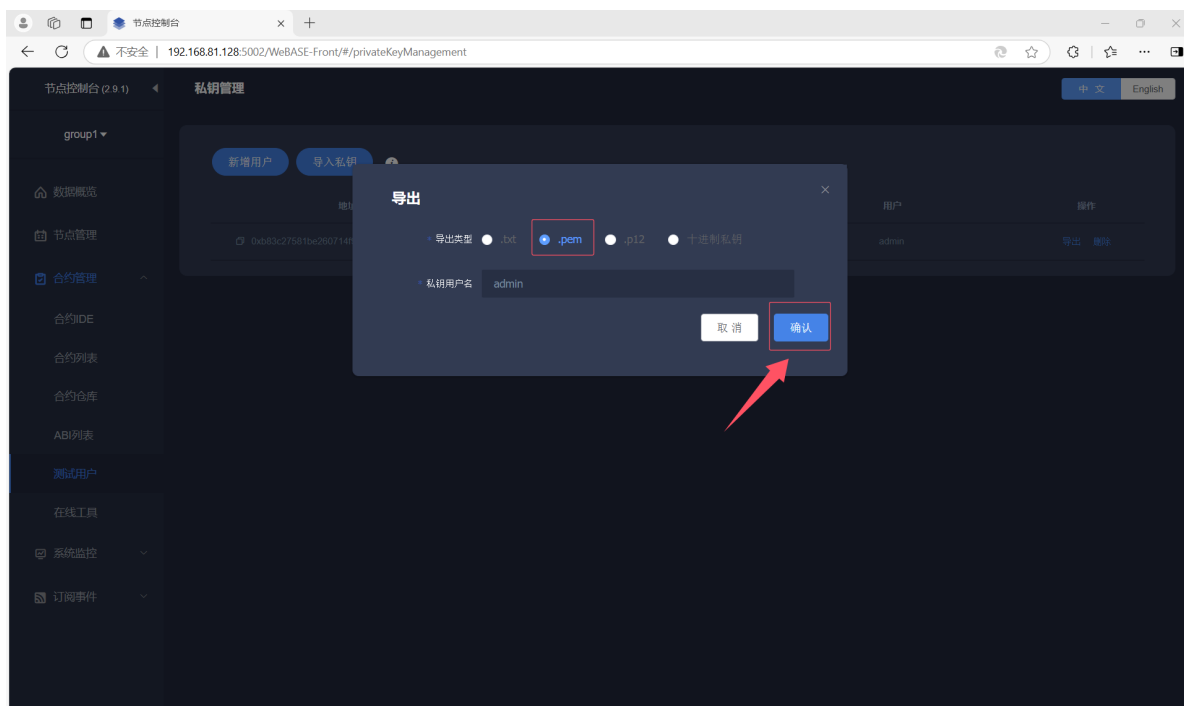 节点控制台
不安全 | 192.168.81.128:5002/WeBASE-Front/#/privateKeyManagement
节点控制台 (2.9.1)
私钥管理
中 文 English
group1
新增用户 导入私钥
导出
数据概览
用户 操作
节点管理
导出类型 .txt .pem .p12 十进制私钥
admin 导出 删除
合约管理
私钥用户名 admin
合约IDE
取 消 确认
合约列表
合约仓库
ABI列表
测试用户
在线工具
系统监控
订阅事件